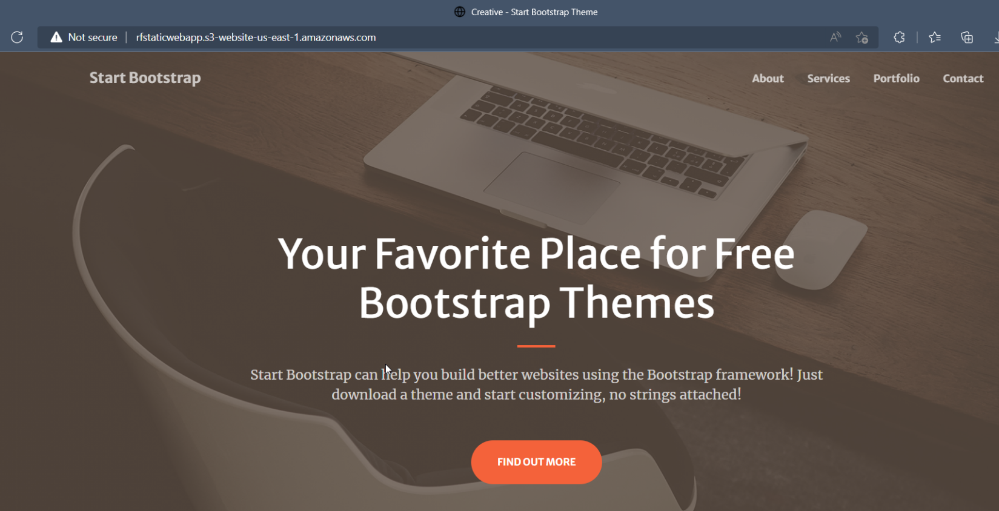 Creative - Start Bootstrap Theme
Not secure | rfstaticwebapp.s3-website-us-east-1.amazonaws.com
Start Bootstrap
About Services Portfolio Contact
Your Favorite Place for Free
Bootstrap Themes
Start Bootstrap can help you build better websites using the Bootstrap framework! Just
download a theme and start customizing, no strings attached!
FIND OUT MORE